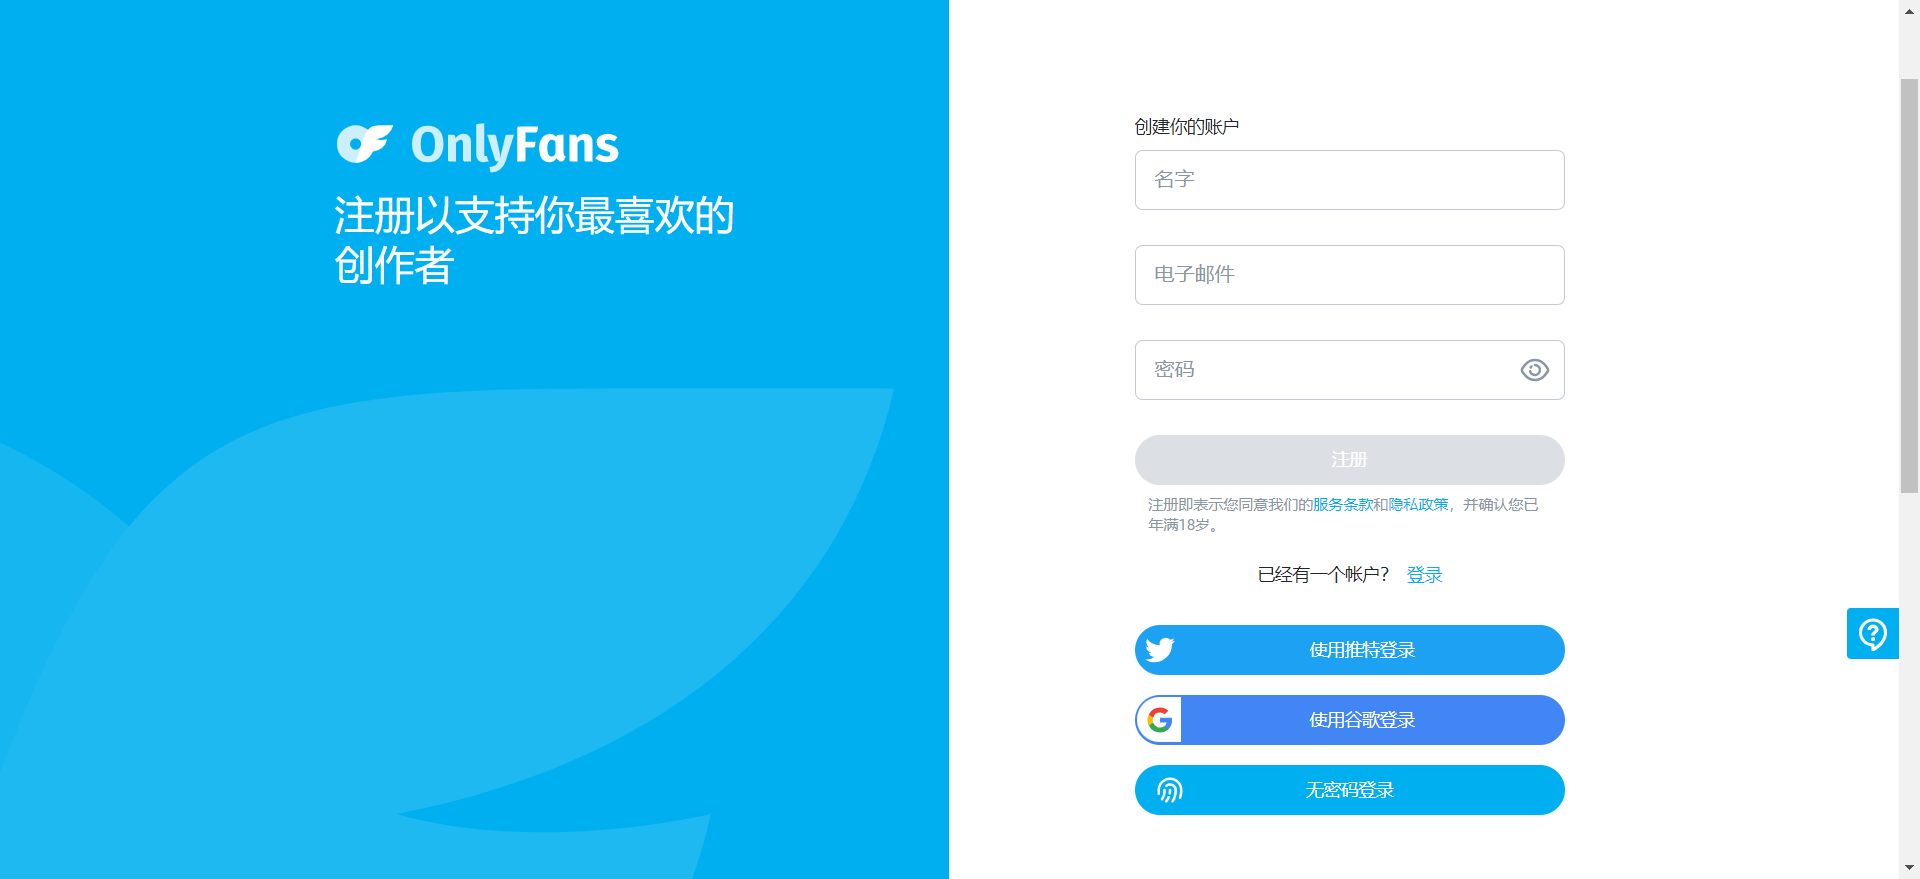 OnlyFans
注册以支持你最喜欢的
创作者
创建你的账户
名字
电子邮件
密码
注册
注册即表示您同意我们的服务条款和隐私政策，并确认您已
年满18岁。
已经有一个帐户？ 登录
使用推特登录
使用谷歌登录
无密码登录